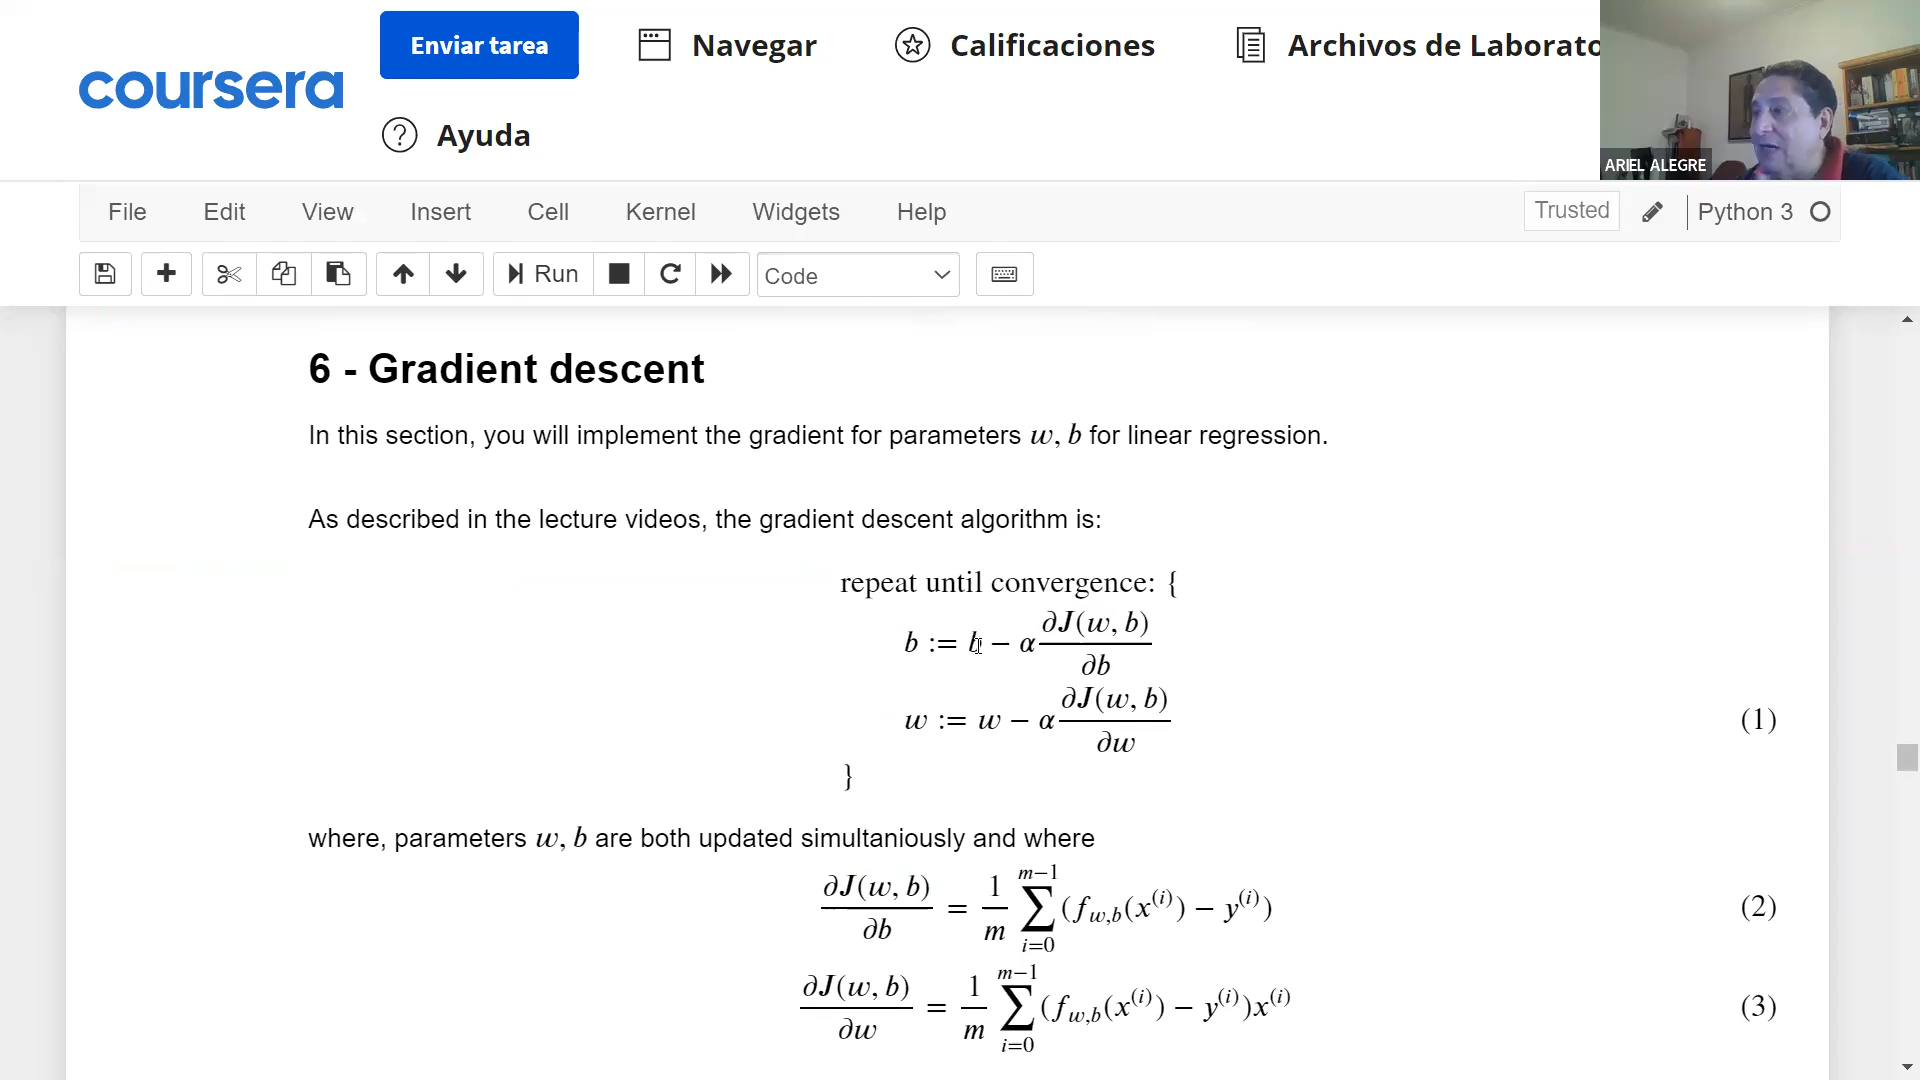 Enviar tarea
Navegar
Calificaciones
Archivos de Laborato
coursera
Ayuda
ARIEL ALEGRE
File Edit View Insert Cell Kernel Widgets Help
Trusted
Python 3
Run
Code
6 - Gradient descent
In this section, you will implement the gradient for parameters w, b for linear regression.
As described in the lecture videos, the gradient descent algorithm is:
repeat until convergence: {
b := b − α ∂J(w, b) / ∂b
w := w − α ∂J(w, b) / ∂w (1)
}
where, parameters w, b are both updated simultaniously and where
∂J(w, b) / ∂b = 1/m ∑_{i=0}^{m−1} (f_{w,b}(x^{(i)}) − y^{(i)}) (2)
∂J(w, b) / ∂w = 1/m ∑_{i=0}^{m−1} (f_{w,b}(x^{(i)}) − y^{(i)})x^{(i)} (3)